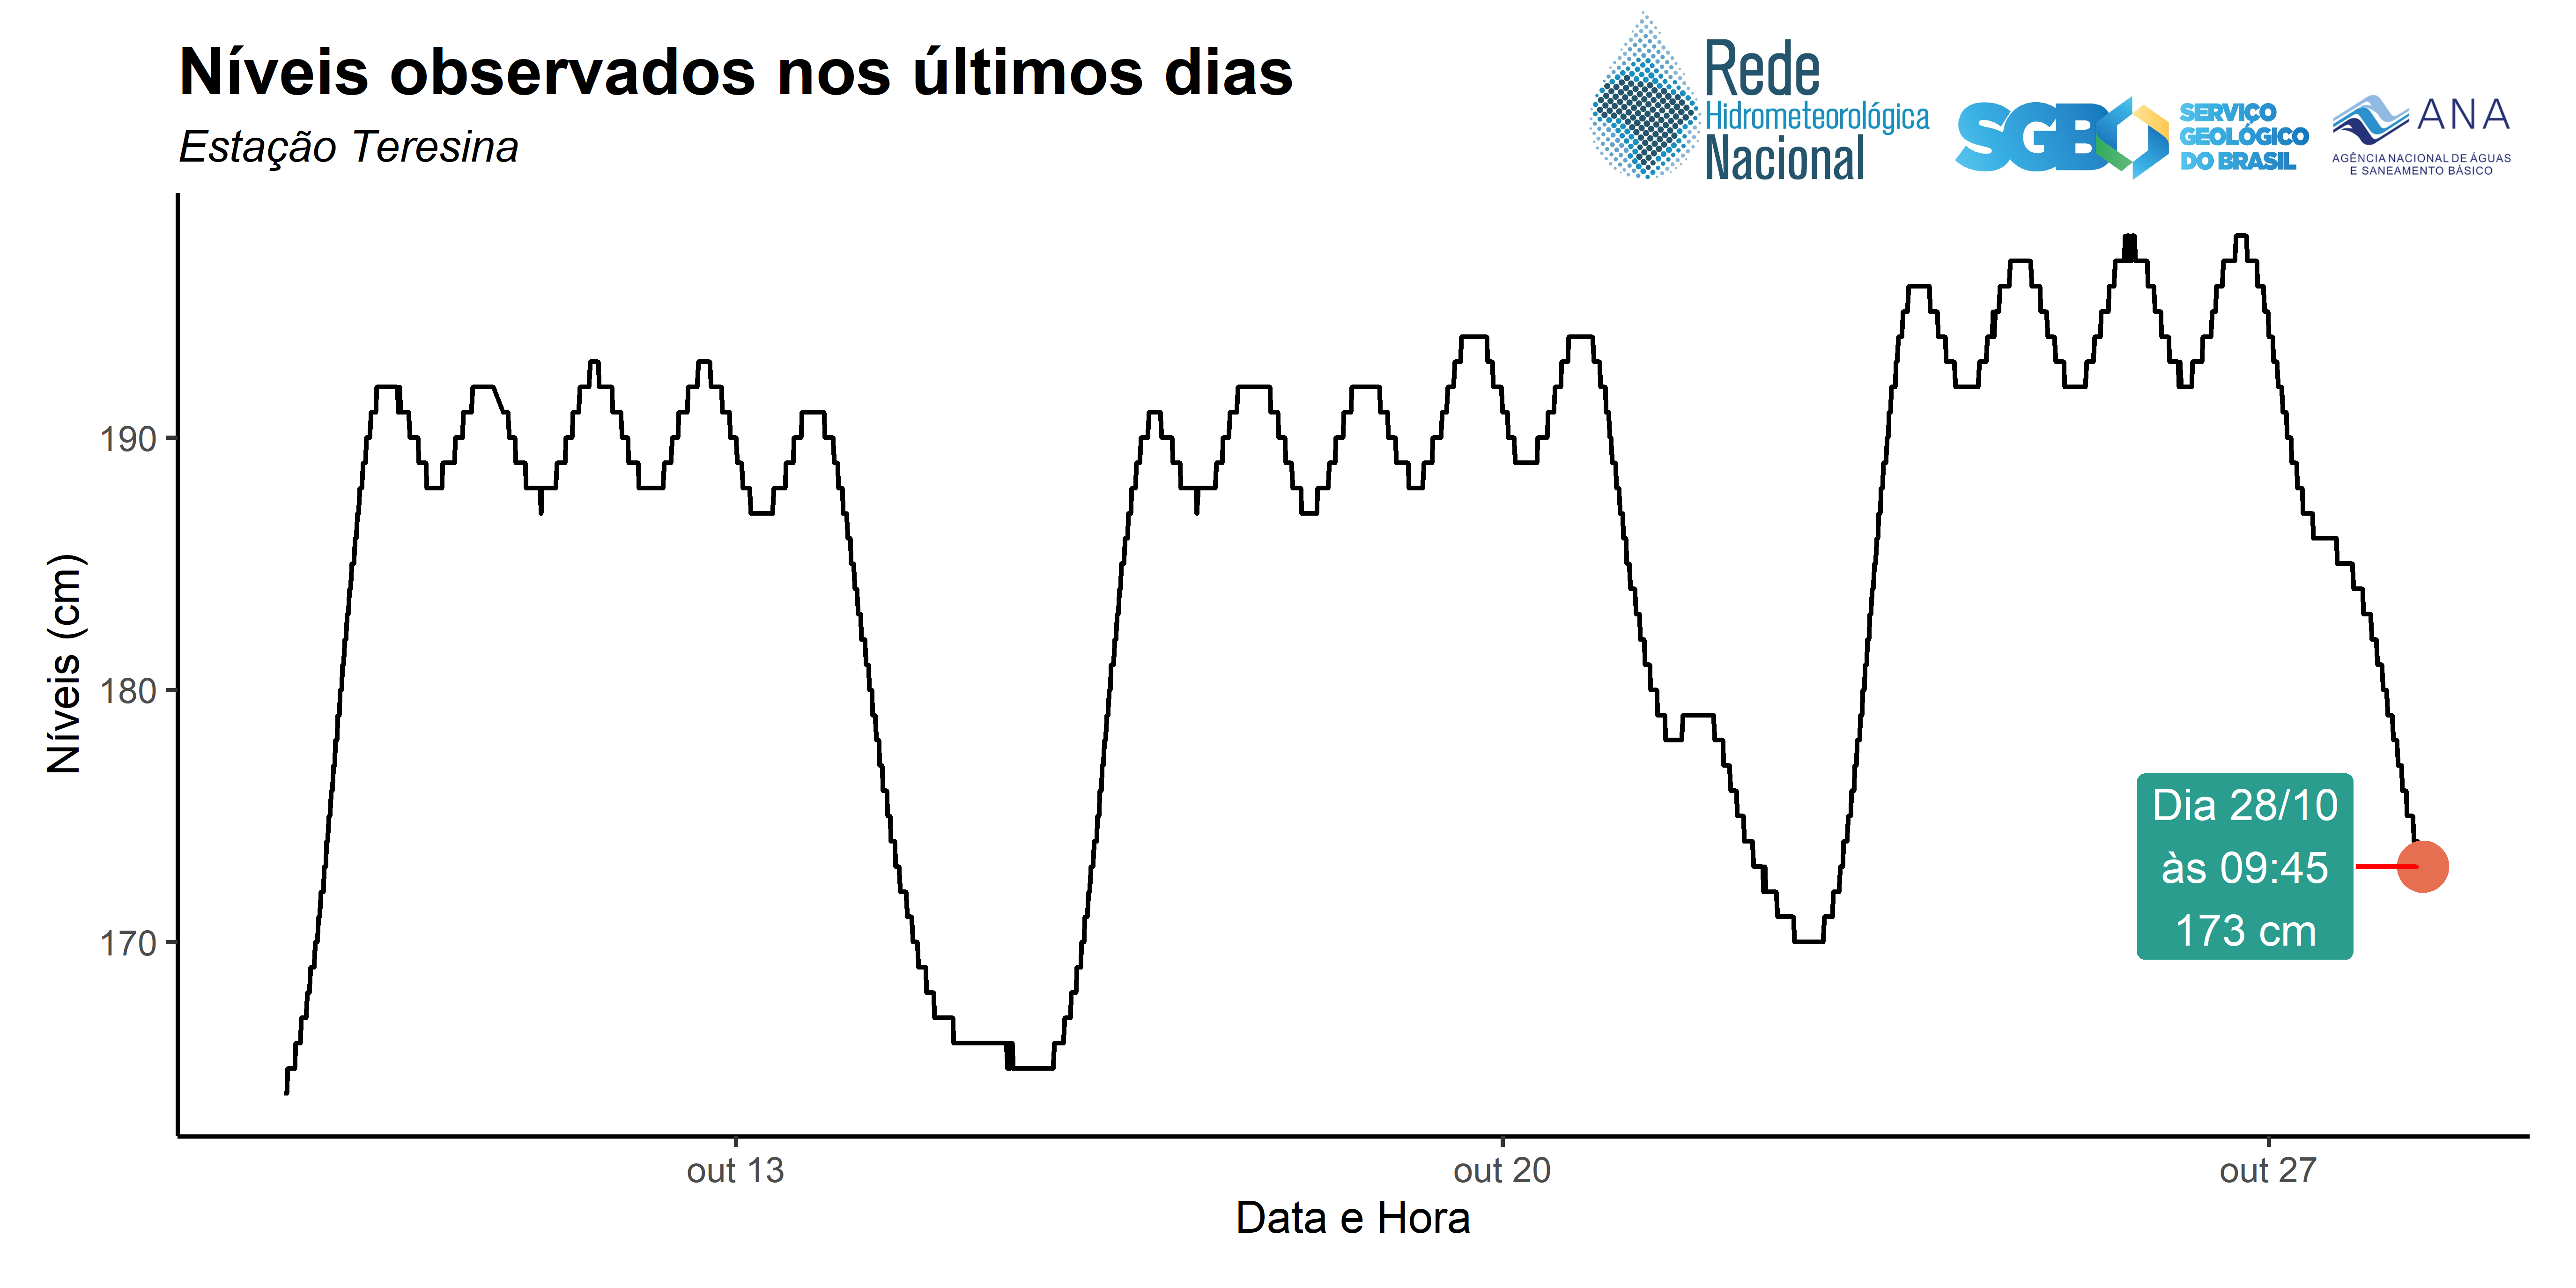 Níveis observados nos últimos dias
Estação Teresina
Rede
Hidrometeorológica
Nacional
SGB
SERVIÇO
GEOLÓGICO
DO BRASIL
ANA
AGÊNCIA NACIONAL DE ÁGUAS
E SANEAMENTO BÁSICO
Níveis (cm)
190
180
170
Dia 28/10
às 09:45
173 cm
out 13
out 20
out 27
Data e Hora